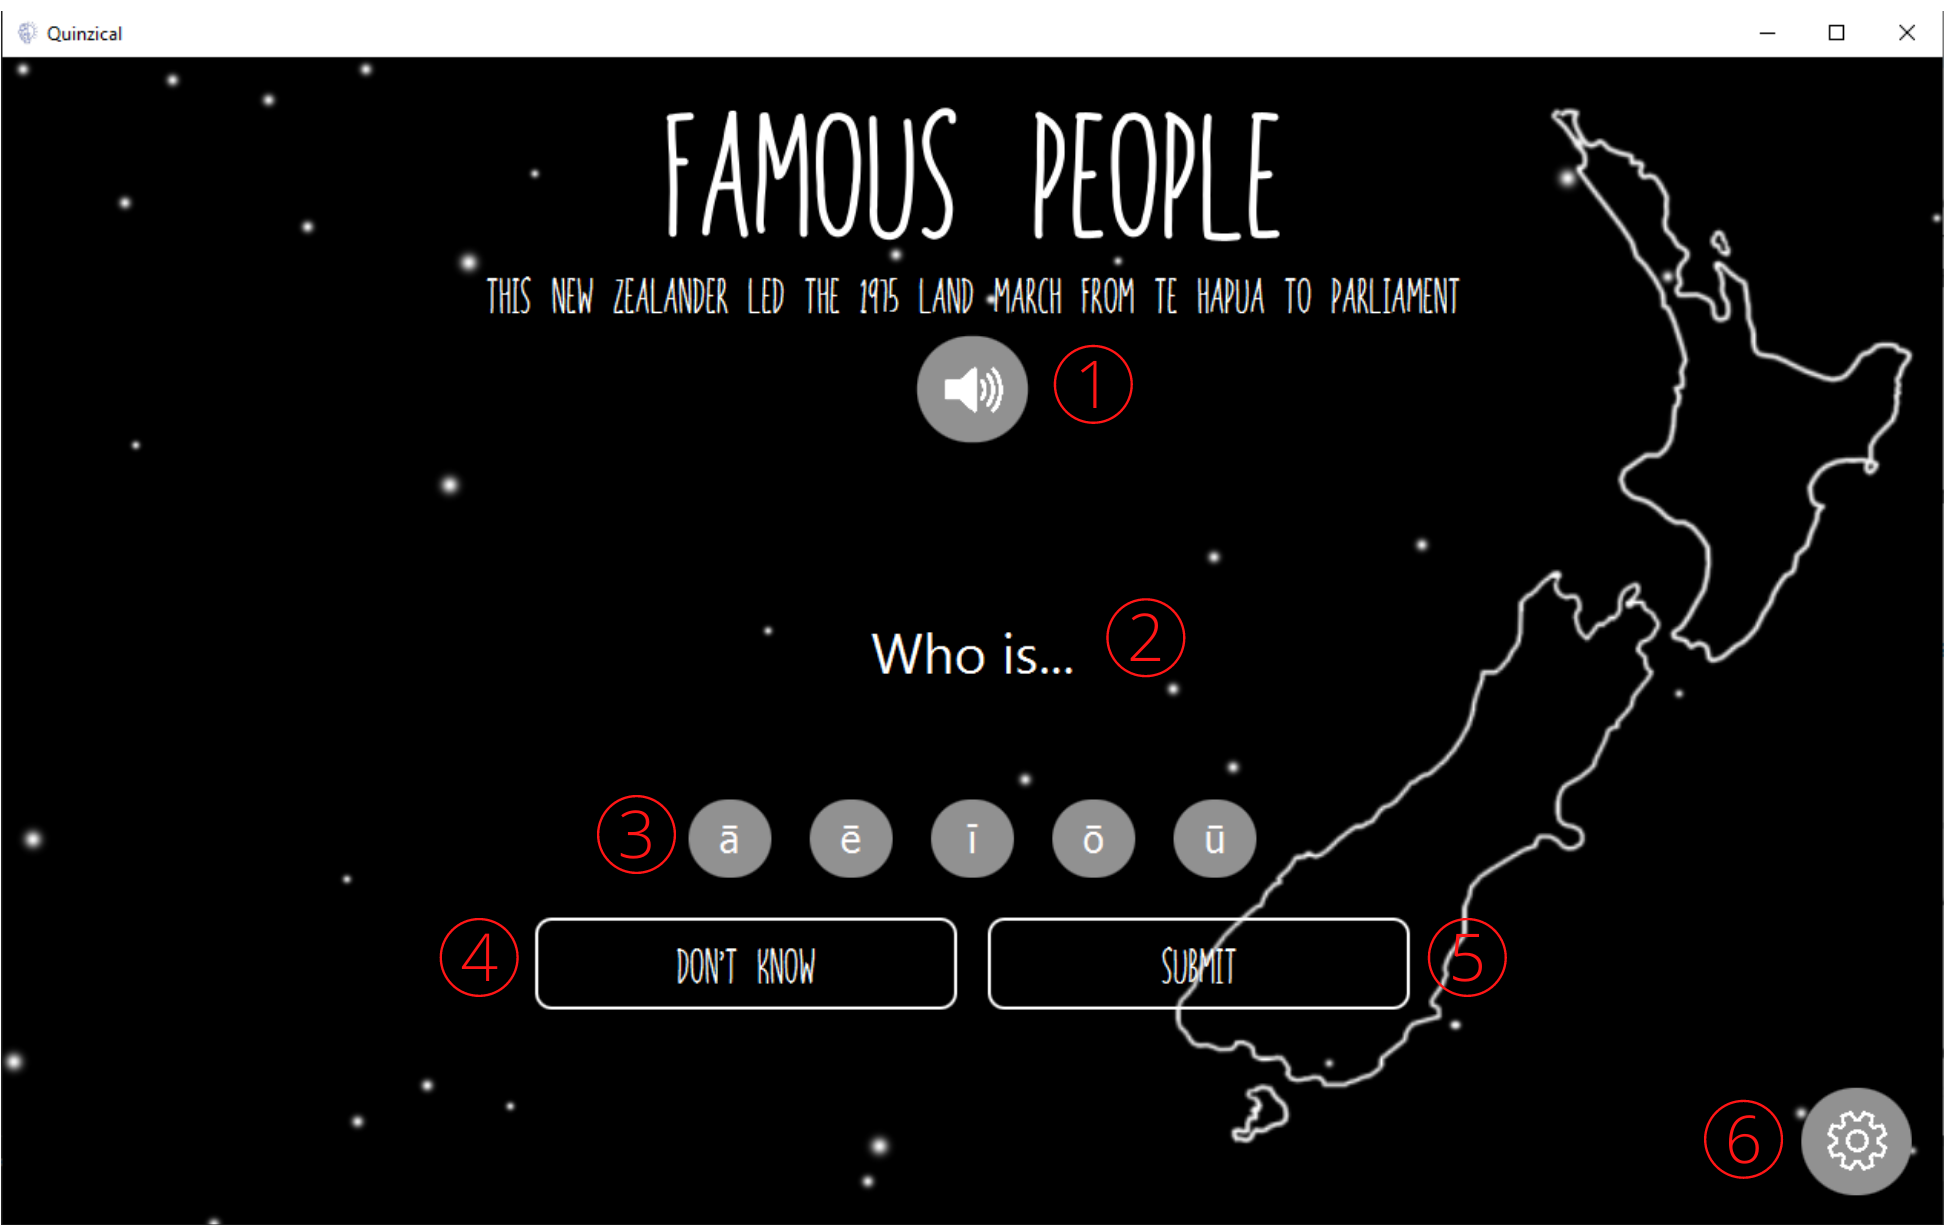 Quinzical
FAMOUS PEOPLE
THIS NEW ZEALANDER LED THE 1975 LAND MARCH FROM TE HAPUA TO PARLIAMENT
1
Who is...
2
3 ā ē ī ō ū
4 DON'T KNOW SUBMIT 5
6